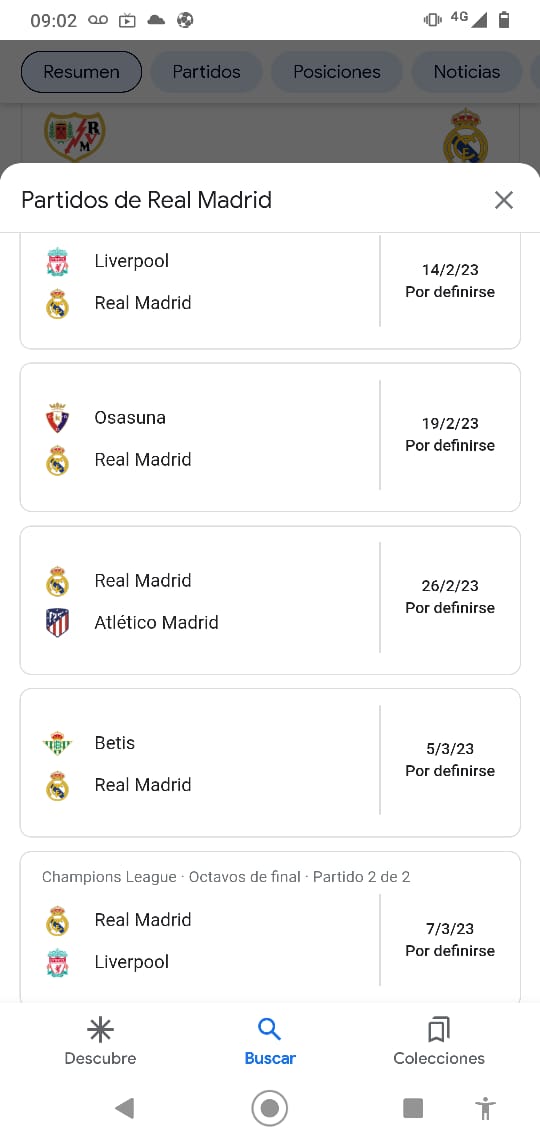 09:02
4G
Resumen
Partidos
Posiciones
Noticias
Partidos de Real Madrid
Liverpool
Real Madrid
14/2/23
Por definirse
Osasuna
Real Madrid
19/2/23
Por definirse
Real Madrid
Atlético Madrid
26/2/23
Por definirse
Betis
Real Madrid
5/3/23
Por definirse
Champions League · Octavos de final · Partido 2 de 2
Real Madrid
Liverpool
7/3/23
Por definirse
Descubre
Buscar
Colecciones